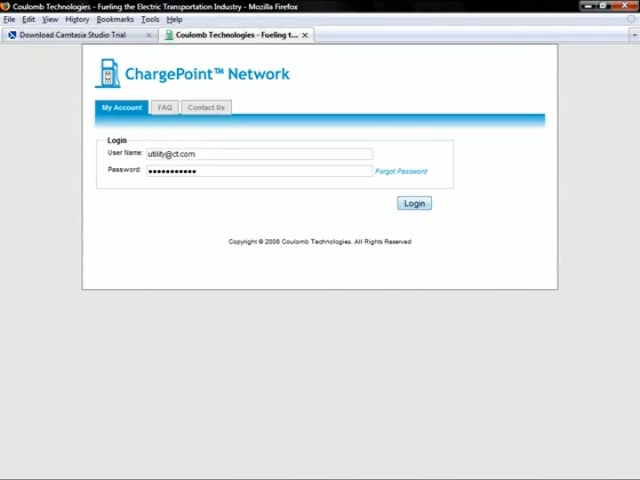 Coulomb Technologies - Fueling the Electric Transportation Industry - Mozilla Firefox
File Edit View History Bookmarks Tools Help
Download Camtasia Studio Trial
Coulomb Technologies - Fueling t...
ChargePoint™ Network
My Account FAQ Contact Us
Login
User Name: utility@ct.com
Password: •••••••••••
Forgot Password
Login
Copyright © 2008 Coulomb Technologies. All Rights Reserved